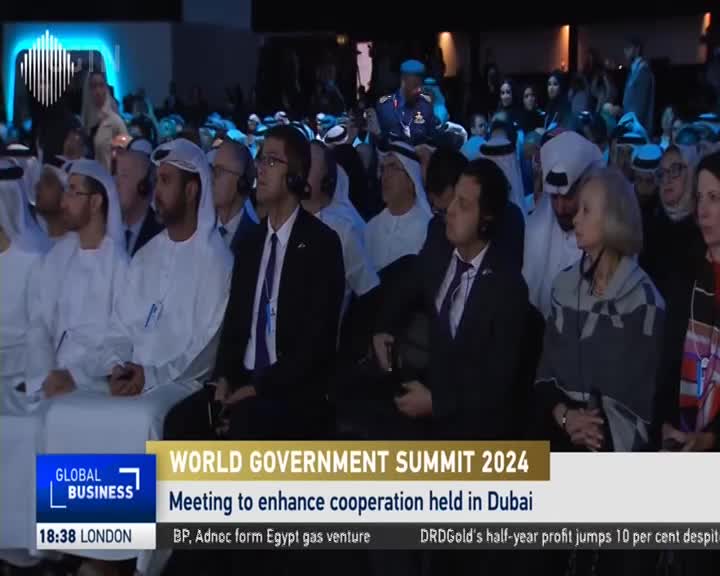 WORLD GOVERNMENT SUMMIT 2024
GLOBAL
BUSINESS
Meeting to enhance cooperation held in Dubai
18:38 LONDON
BP, Adnoc form Egypt gas venture
DRDGold's half-year profit jumps 10 per cent despite